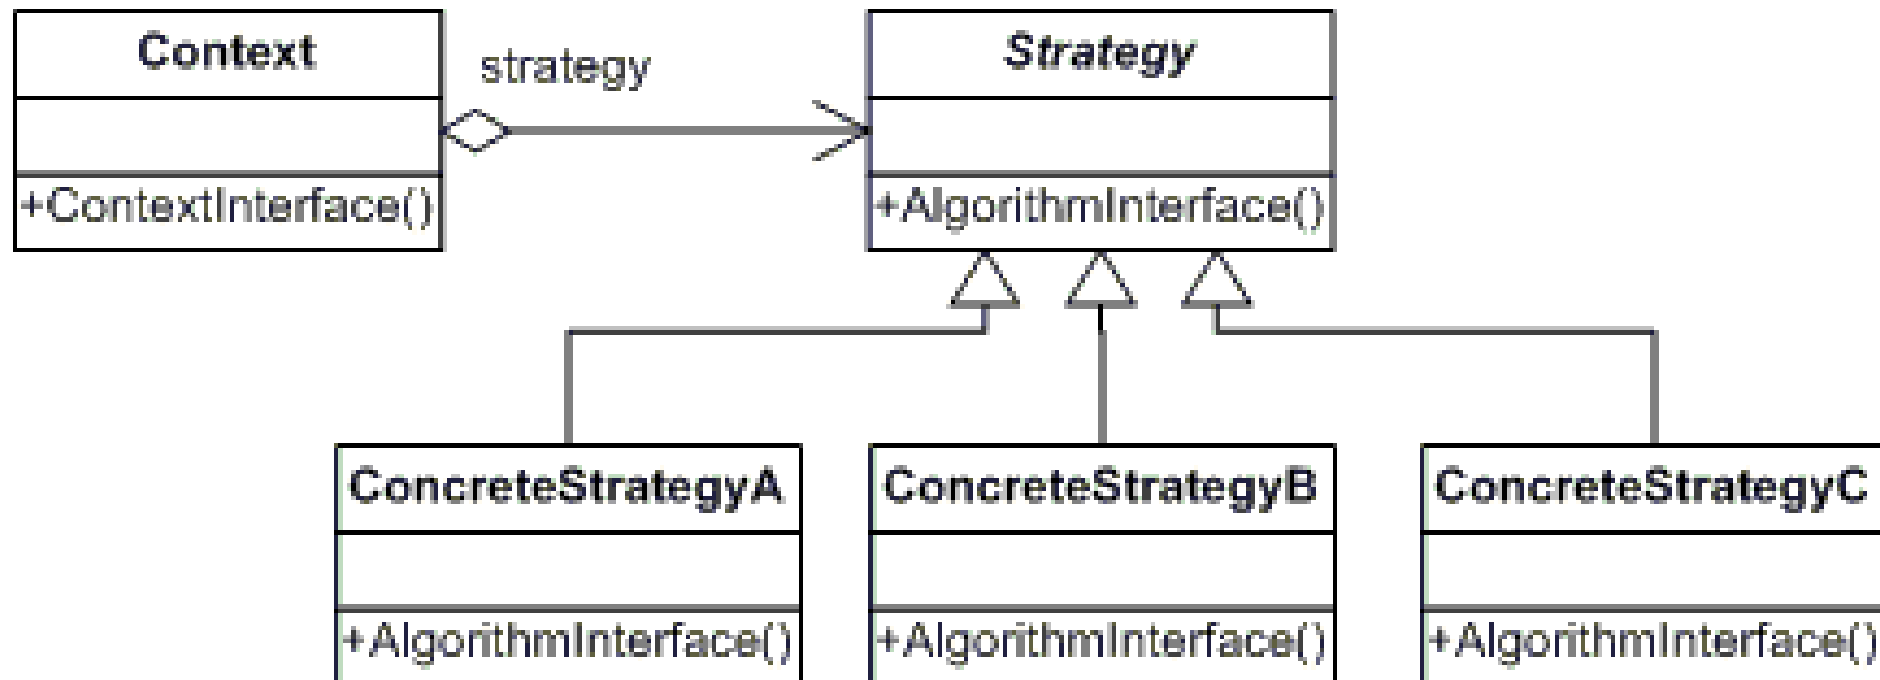 Context
strategy
Strategy
+ContextInterface()
+AlgorithmInterface()
ConcreteStrategyA
ConcreteStrategyB
ConcreteStrategyC
+AlgorithmInterface()
+AlgorithmInterface()
+AlgorithmInterface()